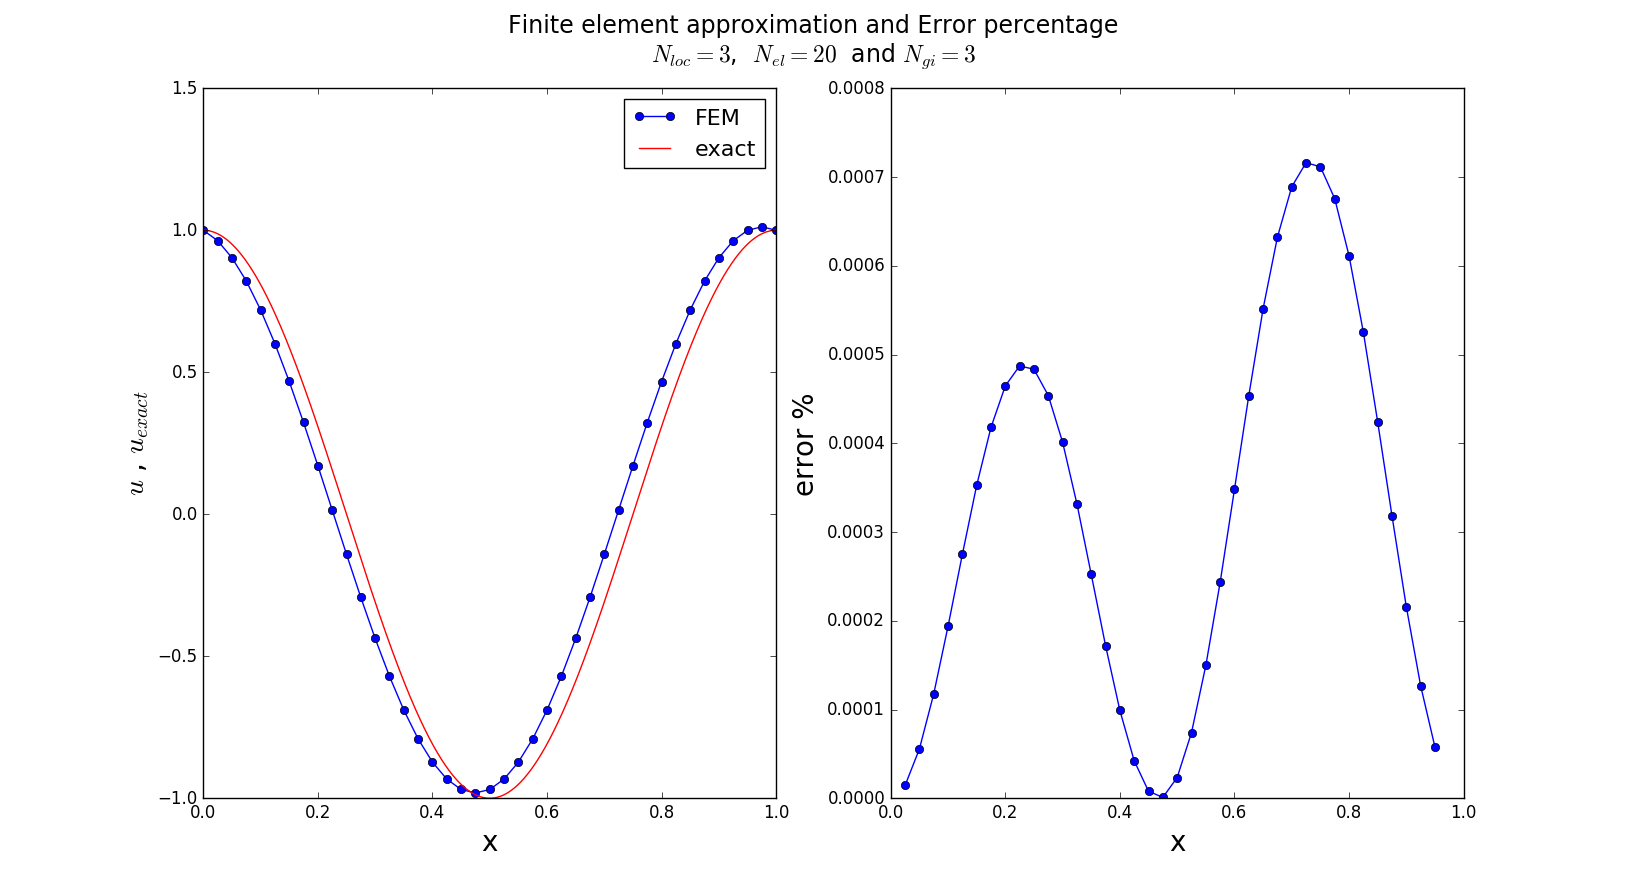 Finite element approximation and Error percentage
N_loc = 3, N_el = 20 and N_gi = 3
1.5
1.0
0.5
0.0
−0.5
−1.0
u , u_exact
FEM
exact
0.0 0.2 0.4 0.6 0.8 1.0
x
0.0008
0.0007
0.0006
0.0005
0.0004
0.0003
0.0002
0.0001
0.0000
error %
0.0 0.2 0.4 0.6 0.8 1.0
x